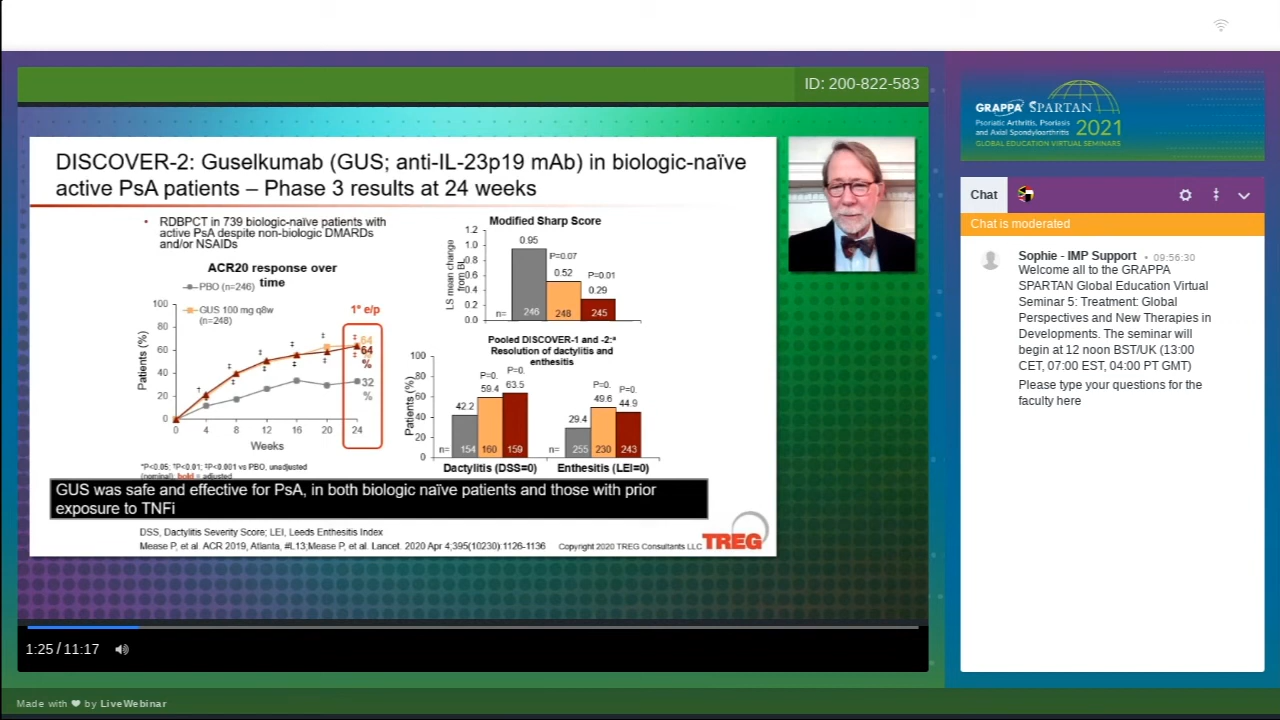 ID: 200-822-583
DISCOVER-2: Guselkumab (GUS; anti-IL-23p19 mAb) in biologic-naïve
active PsA patients – Phase 3 results at 24 weeks
• RDBPCT in 739 biologic-naïve patients with
active PsA despite non-biologic DMARDs
and/or NSAIDs
ACR20 response over
time
PBO (n=246)
GUS 100 mg q8w
(n=248)
1° e/p
Patients (%)
100
80
60
40
20
0
64
64
%
32
%
0 4 8 12 16 20 24
Weeks
*P<0.05; †P<0.01; ‡P<0.001 vs PBO, unadjusted
(nominal); bold = adjusted
Modified Sharp Score
LS mean change
from BL
1.2
1.0
0.8
0.6
0.4
0.2
0.0
0.95
P=0.07
0.52
P=0.01
0.29
n= 246 248 245
Pooled DISCOVER-1 and -2:ª
Resolution of dactylitis and
enthesitis
Patients (%)
100
80
60
40
20
0
P=0. P=0.
42.2 59.4 63.5
P=0. P=0.
29.4 49.6 44.9
n= 154 160 159 n= 255 230 243
Dactylitis (DSS=0) Enthesitis (LEI=0)
GUS was safe and effective for PsA, in both biologic naïve patients and those with prior
exposure to TNFi
DSS, Dactylitis Severity Score; LEI, Leeds Enthesitis Index
Mease P, et al. ACR 2019, Atlanta, #L13;Mease P, et al. Lancet. 2020 Apr 4;395(10230):1126-1136 Copyright 2020 TREG Consultants LLC
TREG
1:25 / 11:17
Made with ❤ by LiveWebinar
GRAPPA SPARTAN
Psoriatic Arthritis, Psoriasis
and Axial Spondyloarthritis 2021
GLOBAL EDUCATION VIRTUAL SEMINARS
Chat
Chat is moderated
Sophie - IMP Support • 09:56:30
Welcome all to the GRAPPA
SPARTAN Global Education Virtual
Seminar 5: Treatment: Global
Perspectives and New Therapies in
Developments. The seminar will
begin at 12 noon BST/UK (13:00
CET, 07:00 EST, 04:00 PT GMT)
Please type your questions for the
faculty here